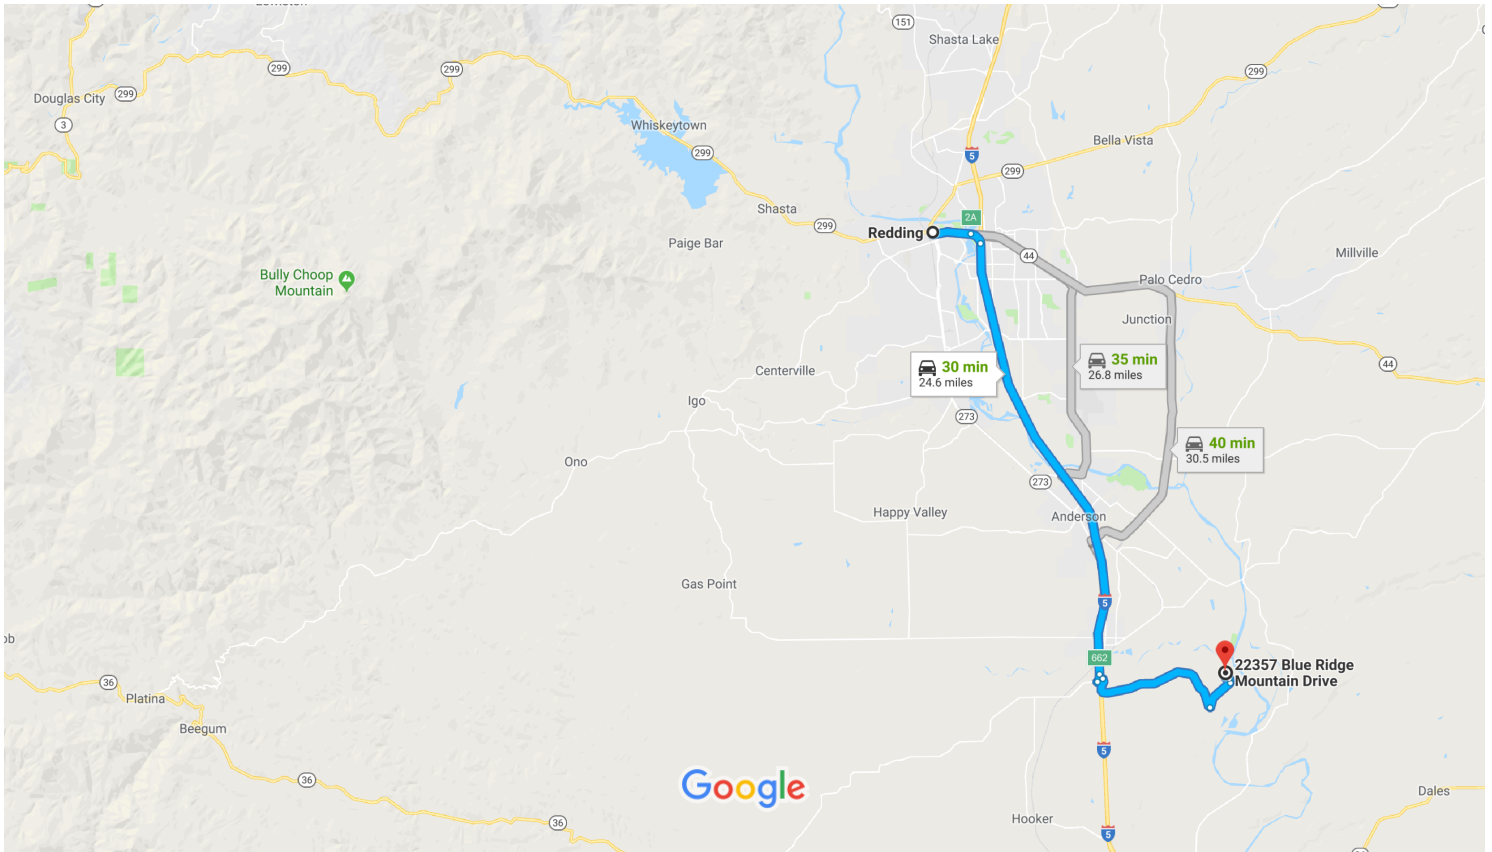 151
Shasta Lake
299
299
299
299
Douglas City
3
Whiskeytown
299
5
Bella Vista
299
Shasta
2A
299
Redding
44
Paige Bar
Millville
Bully Choop
Mountain
Palo Cedro
Junction
30 min
24.6 miles
35 min
26.8 miles
44
Centerville
Igo
273
40 min
30.5 miles
Ono
273
Happy Valley
Anderson
Gas Point
5
662
22357 Blue Ridge
Mountain Drive
36
Platina
Beegum
5
36
Google
Dales
Hooker
36
5